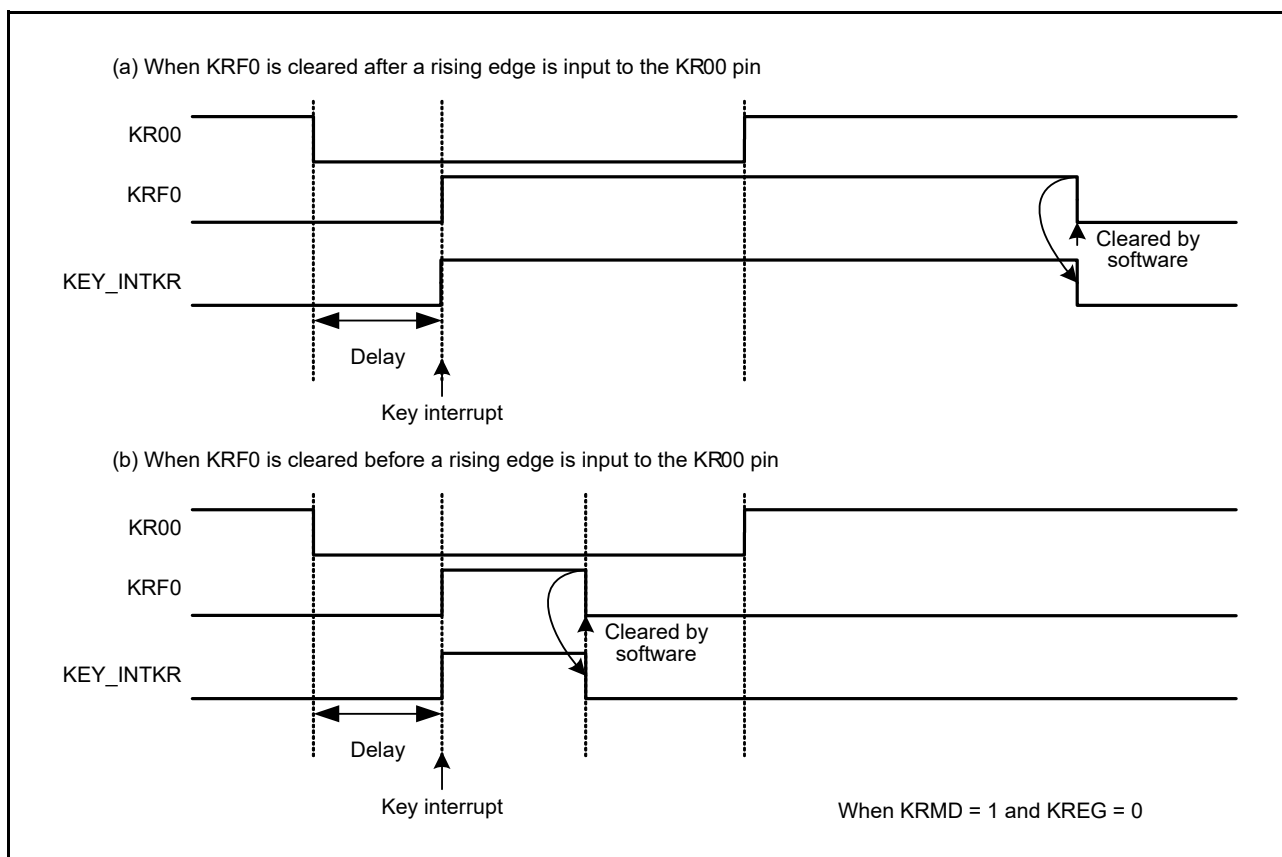 (a) When KRF0 is cleared after a rising edge is input to the KR00 pin
KR00
KRF0
Cleared by
software
KEY_INTKR
Delay
Key interrupt
(b) When KRF0 is cleared before a rising edge is input to the KR00 pin
KR00
KRF0
Cleared by
software
KEY_INTKR
Delay
Key interrupt
When KRMD = 1 and KREG = 0